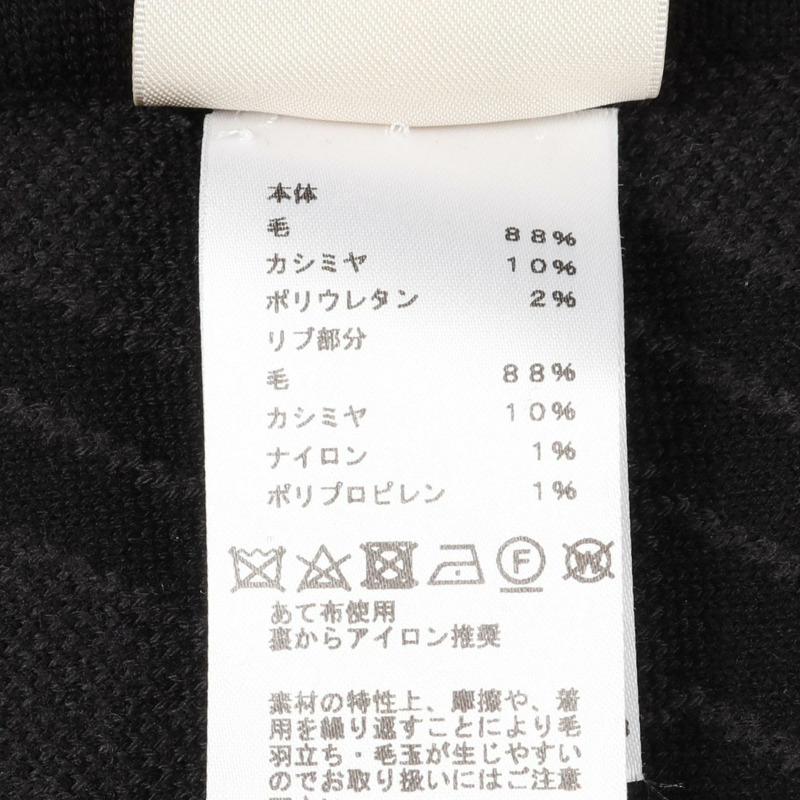 本体
毛 88%
カシミヤ 10%
ポリウレタン 2%
リブ部分
毛 88%
カシミヤ 10%
ナイロン 1%
ポリプロピレン 1%
F W
あて布使用
裏からアイロン推奨
素材の特性上、摩擦や、着
用を繰り返すことにより毛
羽立ち・毛玉が生じやすい
のでお取り扱いにはご注意